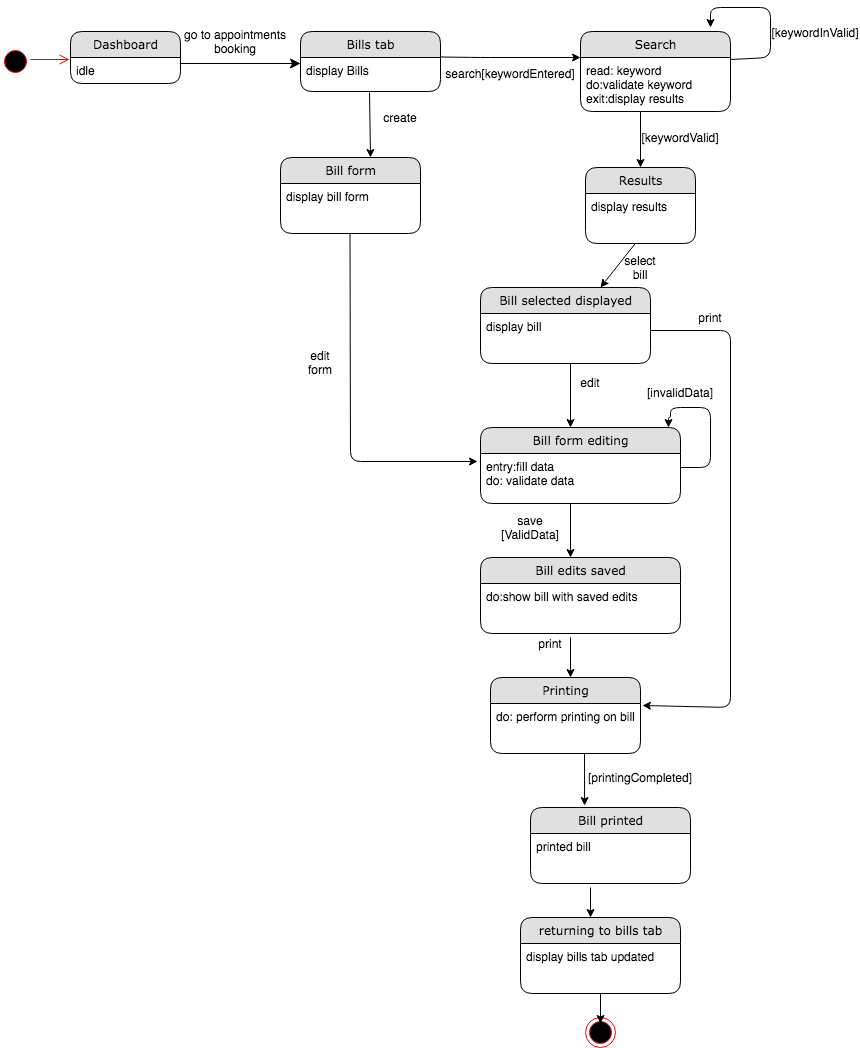 Dashboard
idle
go to appointments
booking
Bills tab
display Bills
search[keywordEntered]
Search
read: keyword
do:validate keyword
exit:display results
[keywordInValid]
create
[keywordValid]
Bill form
display bill form
Results
display results
select
bill
Bill selected displayed
display bill
print
edit
form
edit
[invalidData]
Bill form editing
entry:fill data
do: validate data
save
[ValidData]
Bill edits saved
do:show bill with saved edits
print
Printing
do: perform printing on bill
[printingCompleted]
Bill printed
printed bill
returning to bills tab
display bills tab updated